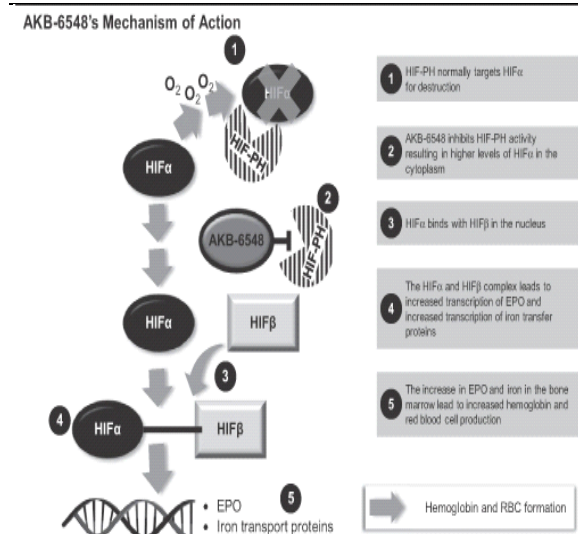 AKB-6548's Mechanism of Action
1
O2 O2 O2
HIFα
HIF-PH
HIFα
2
AKB-6548
HIF-PH
HIFα
HIFβ
3
4
HIFα
HIFβ
• EPO
5
• Iron transport proteins
1
HIF-PH normally targets HIFα
for destruction
2
AKB-6548 inhibits HIF-PH activity
resulting in higher levels of HIFα in the
cytoplasm
3
HIFα binds with HIFβ in the nucleus
4
The HIFα and HIFβ complex leads to
increased transcription of EPO and
increased transcription of iron transfer
proteins
5
The increase in EPO and iron in the bone
marrow lead to increased hemoglobin and
red blood cell production
Hemoglobin and RBC formation